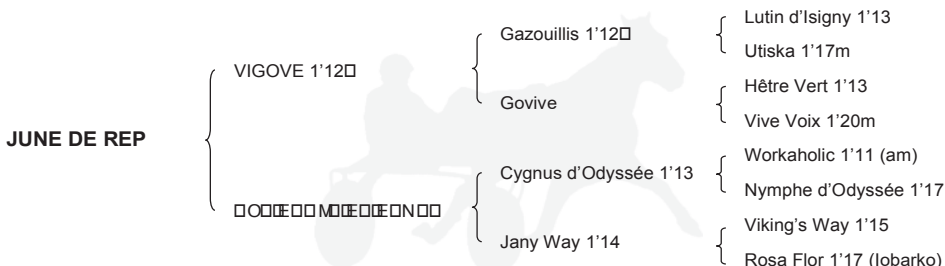 Lutin d’Isigny 1’13
Gazouillis 1’12
Utiska 1’17m
VIGOVE 1’12
Hêtre Vert 1’13
Govive
Vive Voix 1’20m
JUNE DE REP
Workaholic 1’11 (am)
Cygnus d’Odyssée 1’13
Nymphe d’Odyssée 1’17
Viking’s Way 1’15
Jany Way 1’14
Rosa Flor 1’17 (Iobarko)